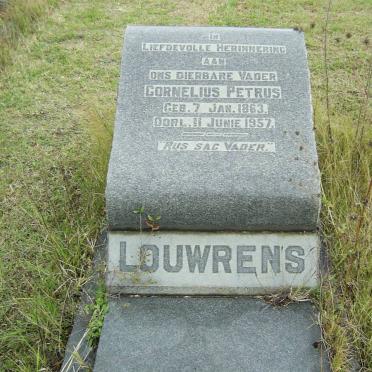 IN
LIEFDEVOLLE HERINNERING
AAN
ONS DIERBARE VADER
CORNELIUS PETRUS
GEB. 7 JAN. 1863.
OORL. 11 JUNIE 1957.
"RUS SAG VADER."
LOUWRENS